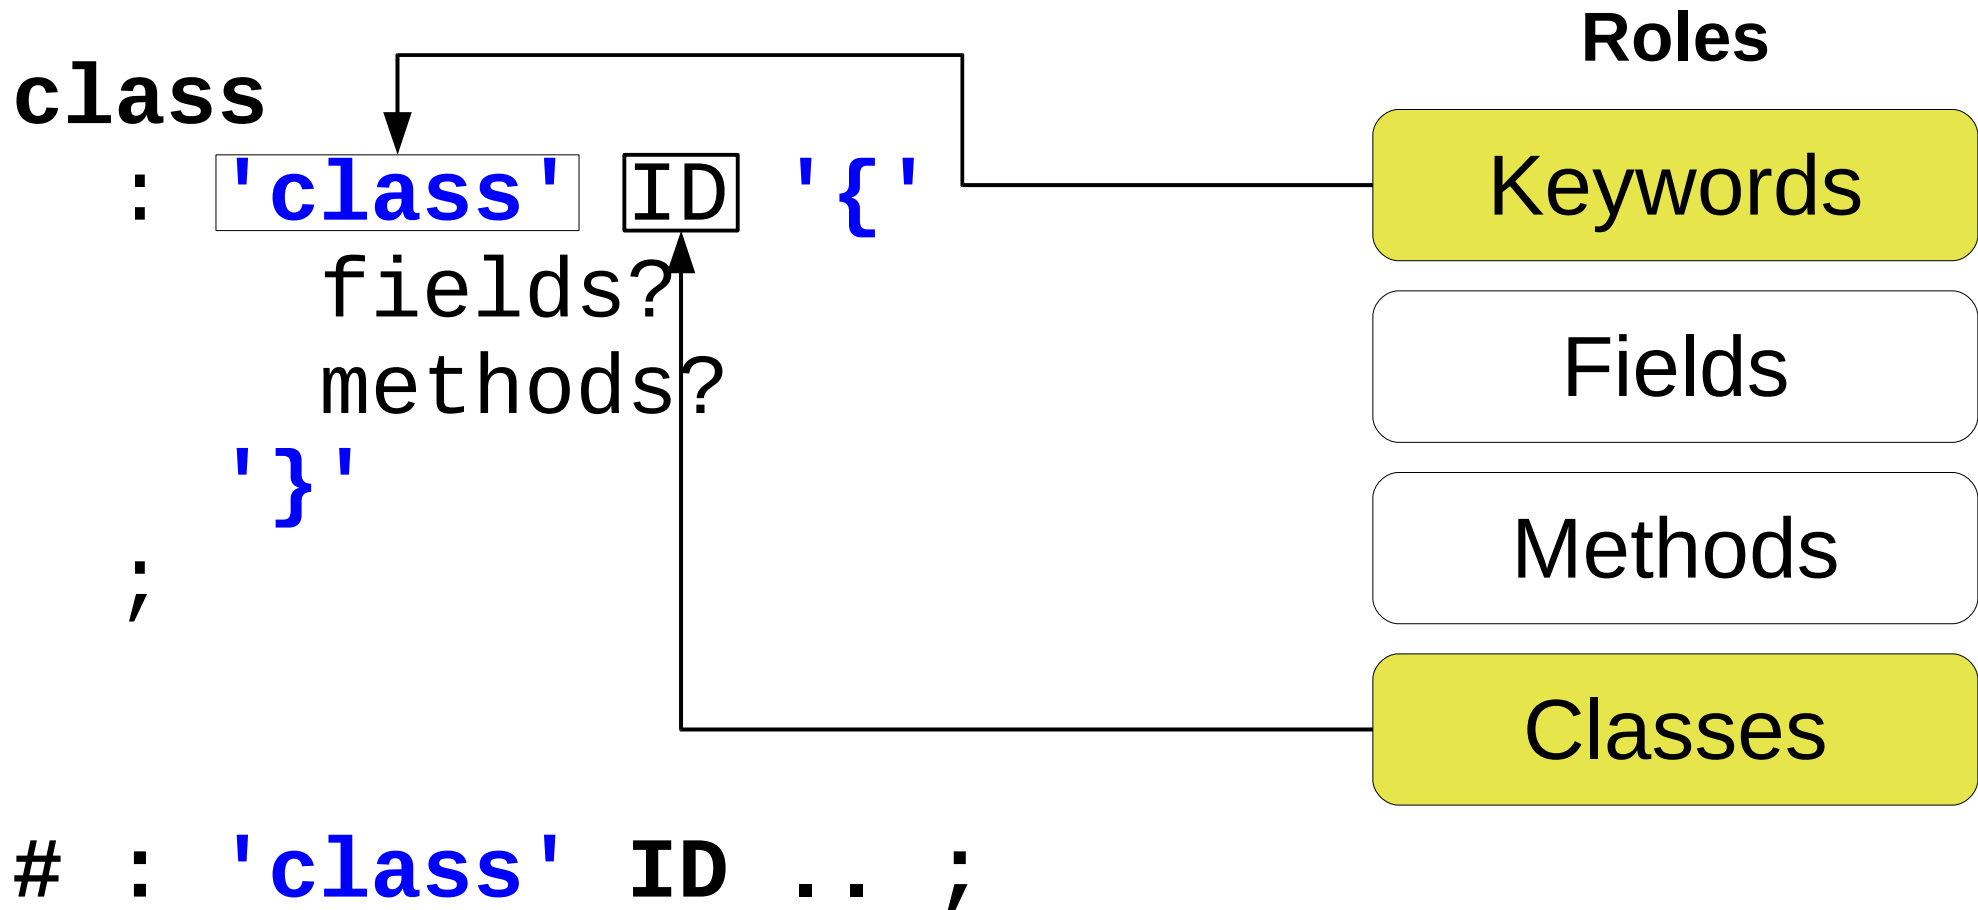 class
: 'class' ID '{'
fields?
methods?
'}'
;
# : 'class' ID .. ;
Roles
Keywords
Fields
Methods
Classes